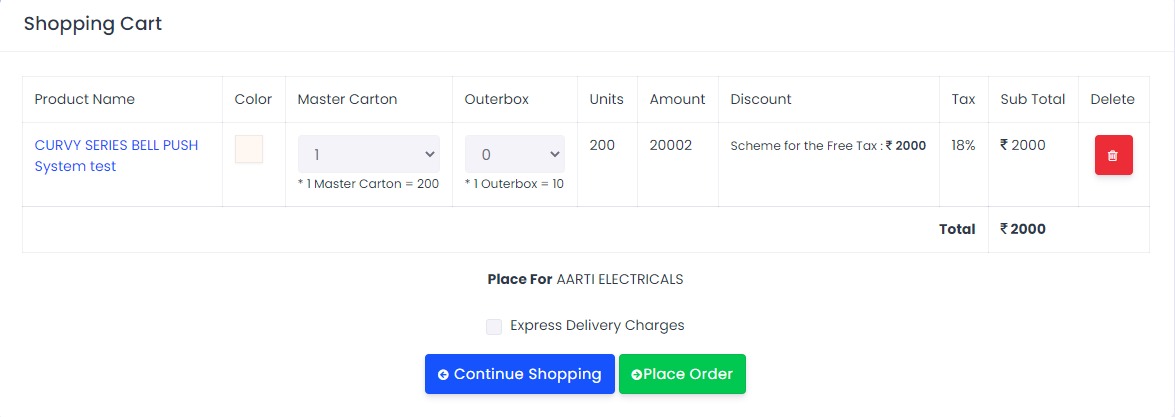 Shopping Cart
Product Name Color Master Carton Outerbox Units Amount Discount Tax Sub Total Delete
CURVY SERIES BELL PUSH 1 0 200 20002 Scheme for the Free Tax : ₹ 2000 18% ₹ 2000
System test
* 1 Master Carton = 200 * 1 Outerbox = 10
Total ₹ 2000
Place For AARTI ELECTRICALS
Express Delivery Charges
Continue Shopping Place Order